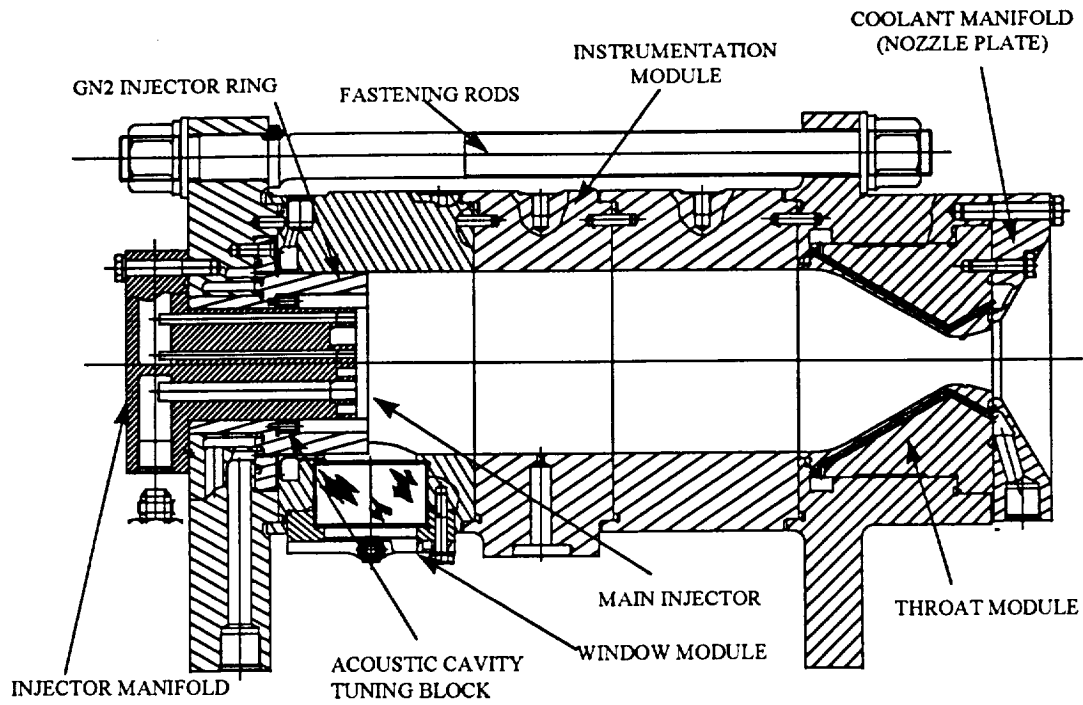 COOLANT MANIFOLD
(NOZZLE PLATE)
INSTRUMENTATION
MODULE
GN2 INJECTOR RING
FASTENING RODS
MAIN INJECTOR
THROAT MODULE
WINDOW MODULE
ACOUSTIC CAVITY
TUNING BLOCK
INJECTOR MANIFOLD